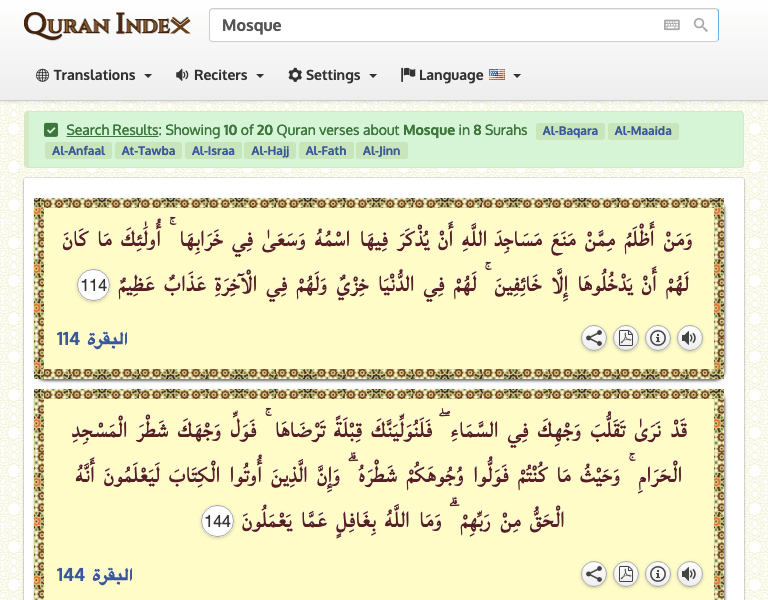 Quran Index
Mosque
Translations Reciters Settings Language
Search Results: Showing 10 of 20 Quran verses about Mosque in 8 Surahs Al-Baqara Al-Maaida
Al-Anfaal At-Tawba Al-Israa Al-Hajj Al-Fath Al-Jinn
وَمَنْ أَظْلَمُ مِمَّنْ مَنَعَ مَسَاجِدَ اللَّهِ أَنْ يُذْكَرَ فِيهَا اسْمُهُ وَسَعَىٰ فِي خَرَابِهَا ۚ أُولَٰئِكَ مَا كَانَ
لَهُمْ أَنْ يَدْخُلُوهَا إِلَّا خَائِفِينَ ۚ لَهُمْ فِي الدُّنْيَا خِزْيٌ وَلَهُمْ فِي الْآخِرَةِ عَذَابٌ عَظِيمٌ 114
البقرة 114
قَدْ نَرَىٰ تَقَلُّبَ وَجْهِكَ فِي السَّمَاءِ ۖ فَلَنُوَلِّيَنَّكَ قِبْلَةً تَرْضَاهَا ۚ فَوَلِّ وَجْهَكَ شَطْرَ الْمَسْجِدِ
الْحَرَامِ ۚ وَحَيْثُ مَا كُنْتُمْ فَوَلُّوا وُجُوهَكُمْ شَطْرَهُ ۗ وَإِنَّ الَّذِينَ أُوتُوا الْكِتَابَ لَيَعْلَمُونَ أَنَّهُ
الْحَقُّ مِنْ رَبِّهِمْ ۗ وَمَا اللَّهُ بِغَافِلٍ عَمَّا يَعْمَلُونَ 144
البقرة 144